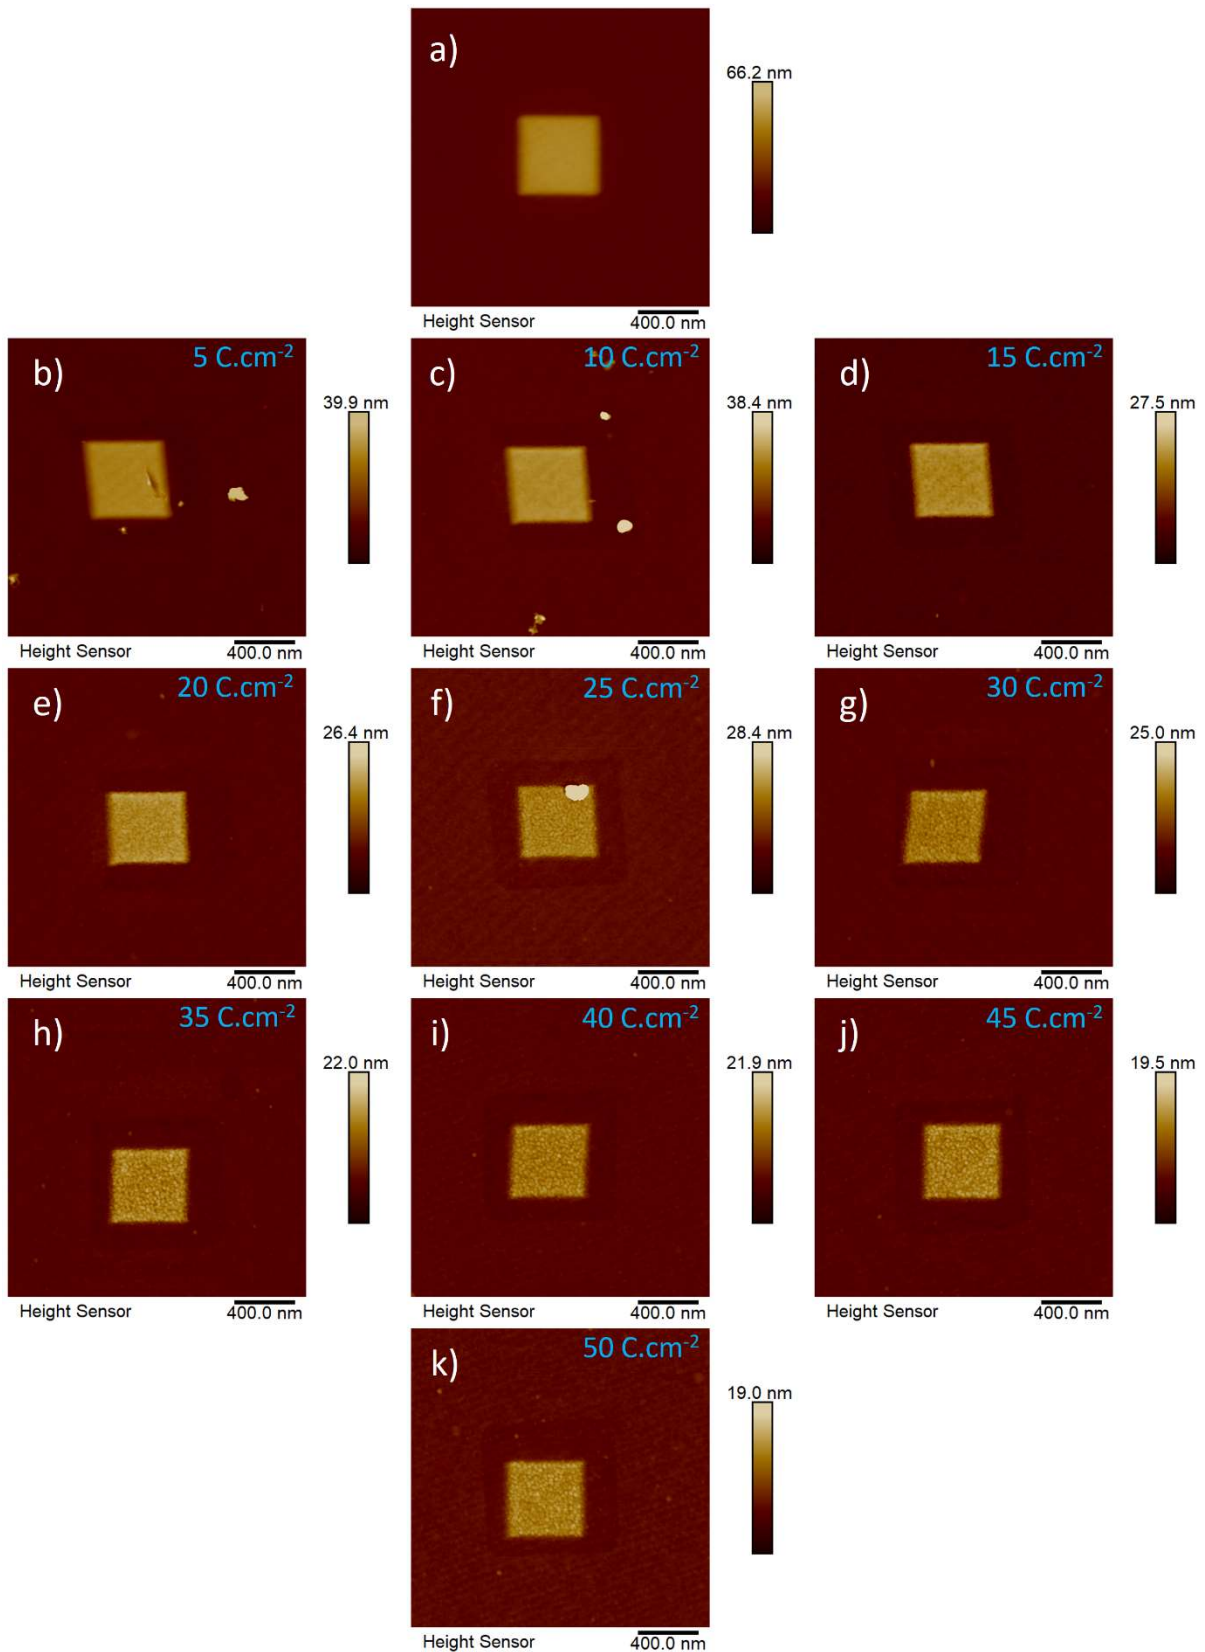 a)
66.2 nm
Height Sensor 400.0 nm
b) 5 C.cm⁻²
39.9 nm
c) 10 C.cm⁻²
38.4 nm
d) 15 C.cm⁻²
27.5 nm
Height Sensor 400.0 nm
Height Sensor 400.0 nm
Height Sensor 400.0 nm
e) 20 C.cm⁻²
26.4 nm
f) 25 C.cm⁻²
28.4 nm
g) 30 C.cm⁻²
25.0 nm
Height Sensor 400.0 nm
Height Sensor 400.0 nm
Height Sensor 400.0 nm
h) 35 C.cm⁻²
22.0 nm
i) 40 C.cm⁻²
21.9 nm
j) 45 C.cm⁻²
19.5 nm
Height Sensor 400.0 nm
Height Sensor 400.0 nm
Height Sensor 400.0 nm
k) 50 C.cm⁻²
19.0 nm
Height Sensor 400.0 nm